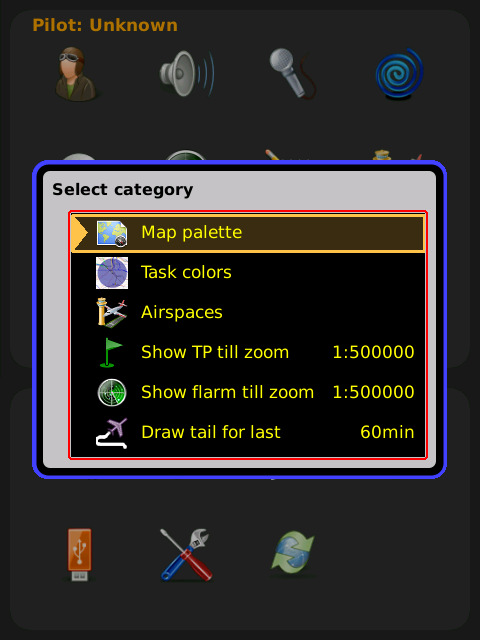 Pilot: Unknown
Select category
Map palette
Task colors
Airspaces
Show TP till zoom 1:500000
Show flarm till zoom 1:500000
Draw tail for last 60min